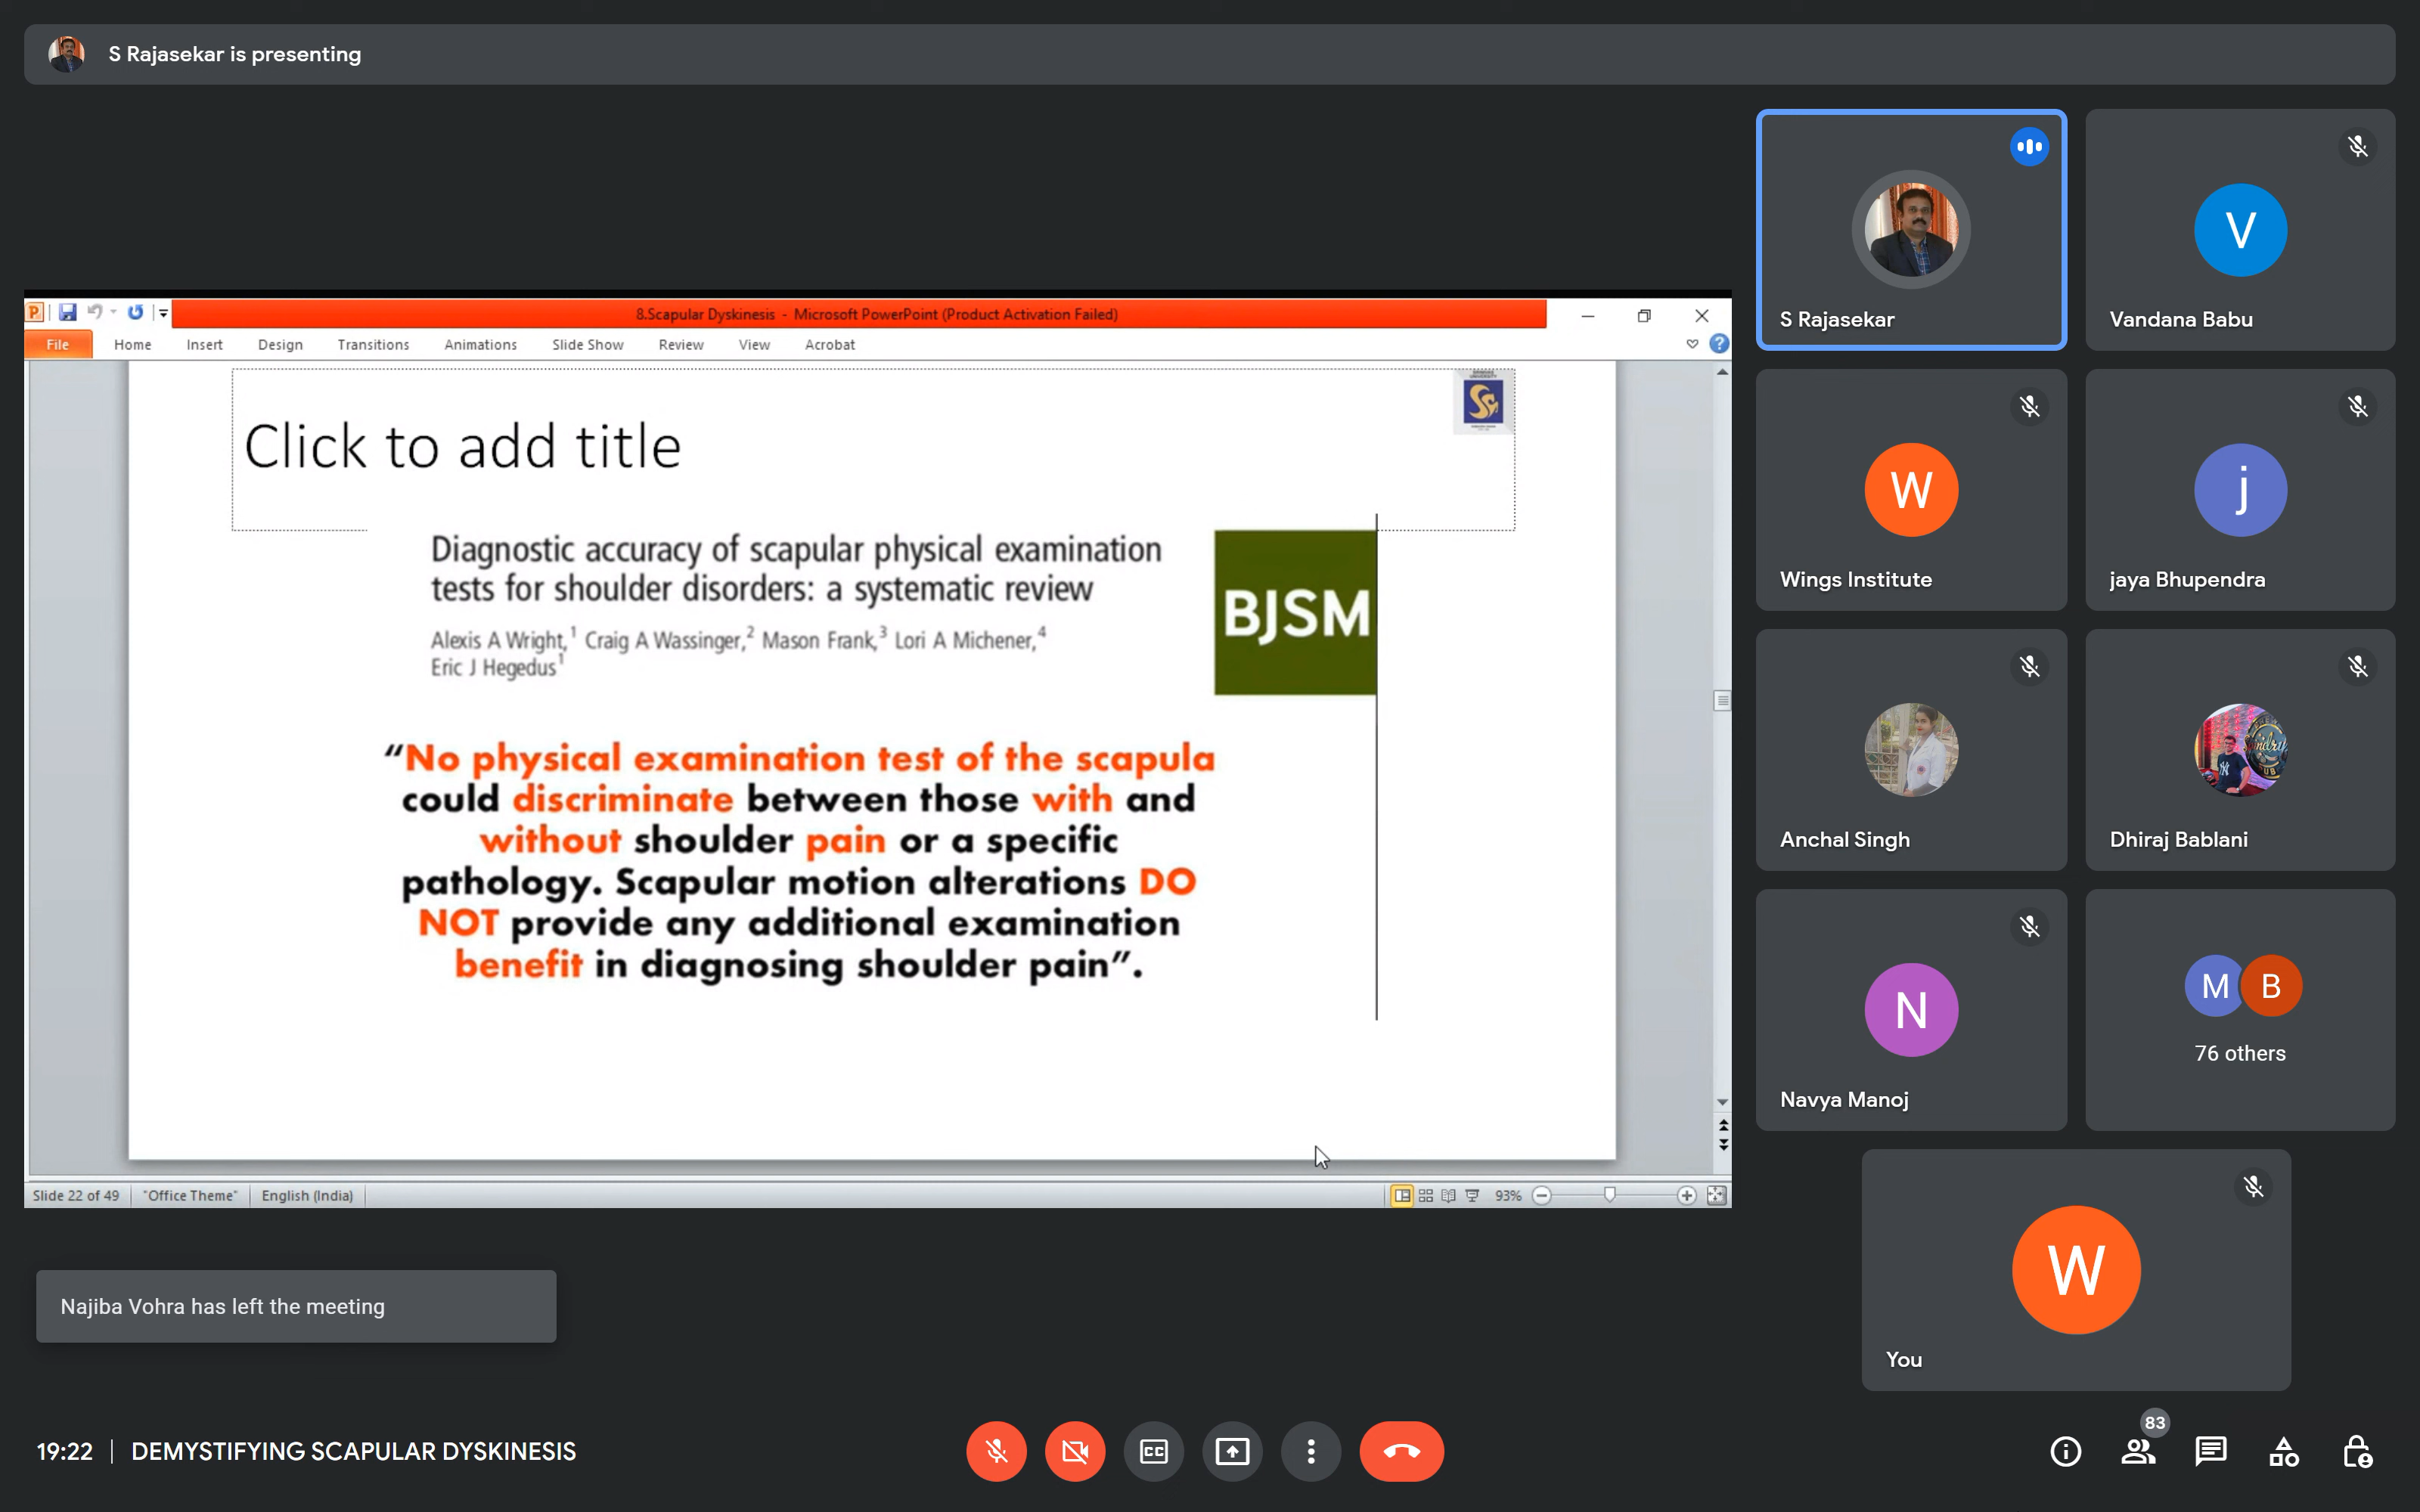 S Rajasekar is presenting
8.Scapular Dyskinesis - Microsoft PowerPoint (Product Activation Failed)
File Home Insert Design Transitions Animations Slide Show Review View Acrobat
Click to add title
Diagnostic accuracy of scapular physical examination
tests for shoulder disorders: a systematic review
Alexis A Wright,1 Craig A Wassinger,2 Mason Frank,3 Lori A Michener,4
Eric J Hegedus1
BJSM
“No physical examination test of the scapula
could discriminate between those with and
without shoulder pain or a specific
pathology. Scapular motion alterations DO
NOT provide any additional examination
benefit in diagnosing shoulder pain”.
Slide 22 of 49 "Office Theme" English (India) 93%
S Rajasekar
V
Vandana Babu
W
Wings Institute
j
jaya Bhupendra
Anchal Singh
Dhiraj Bablani
N
Navya Manoj
M B
76 others
W
You
Najiba Vohra has left the meeting
19:22 | DEMYSTIFYING SCAPULAR DYSKINESIS
CC
83